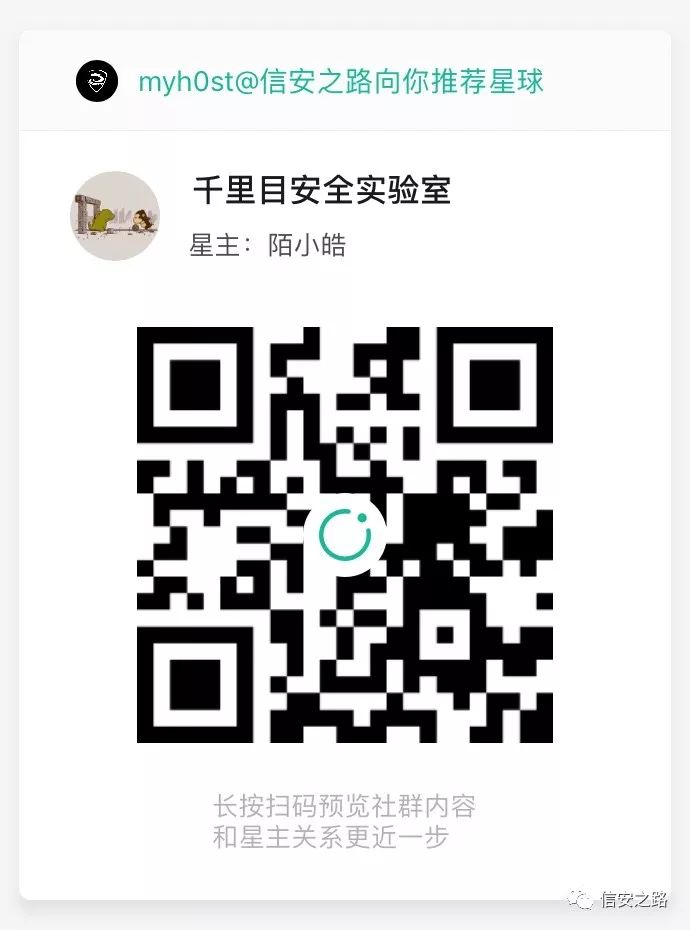 myh0st@信安之路向你推荐星球
千里目安全实验室
星主：陌小皓
长按扫码预览社群内容
和星主关系更近一步
信安之路